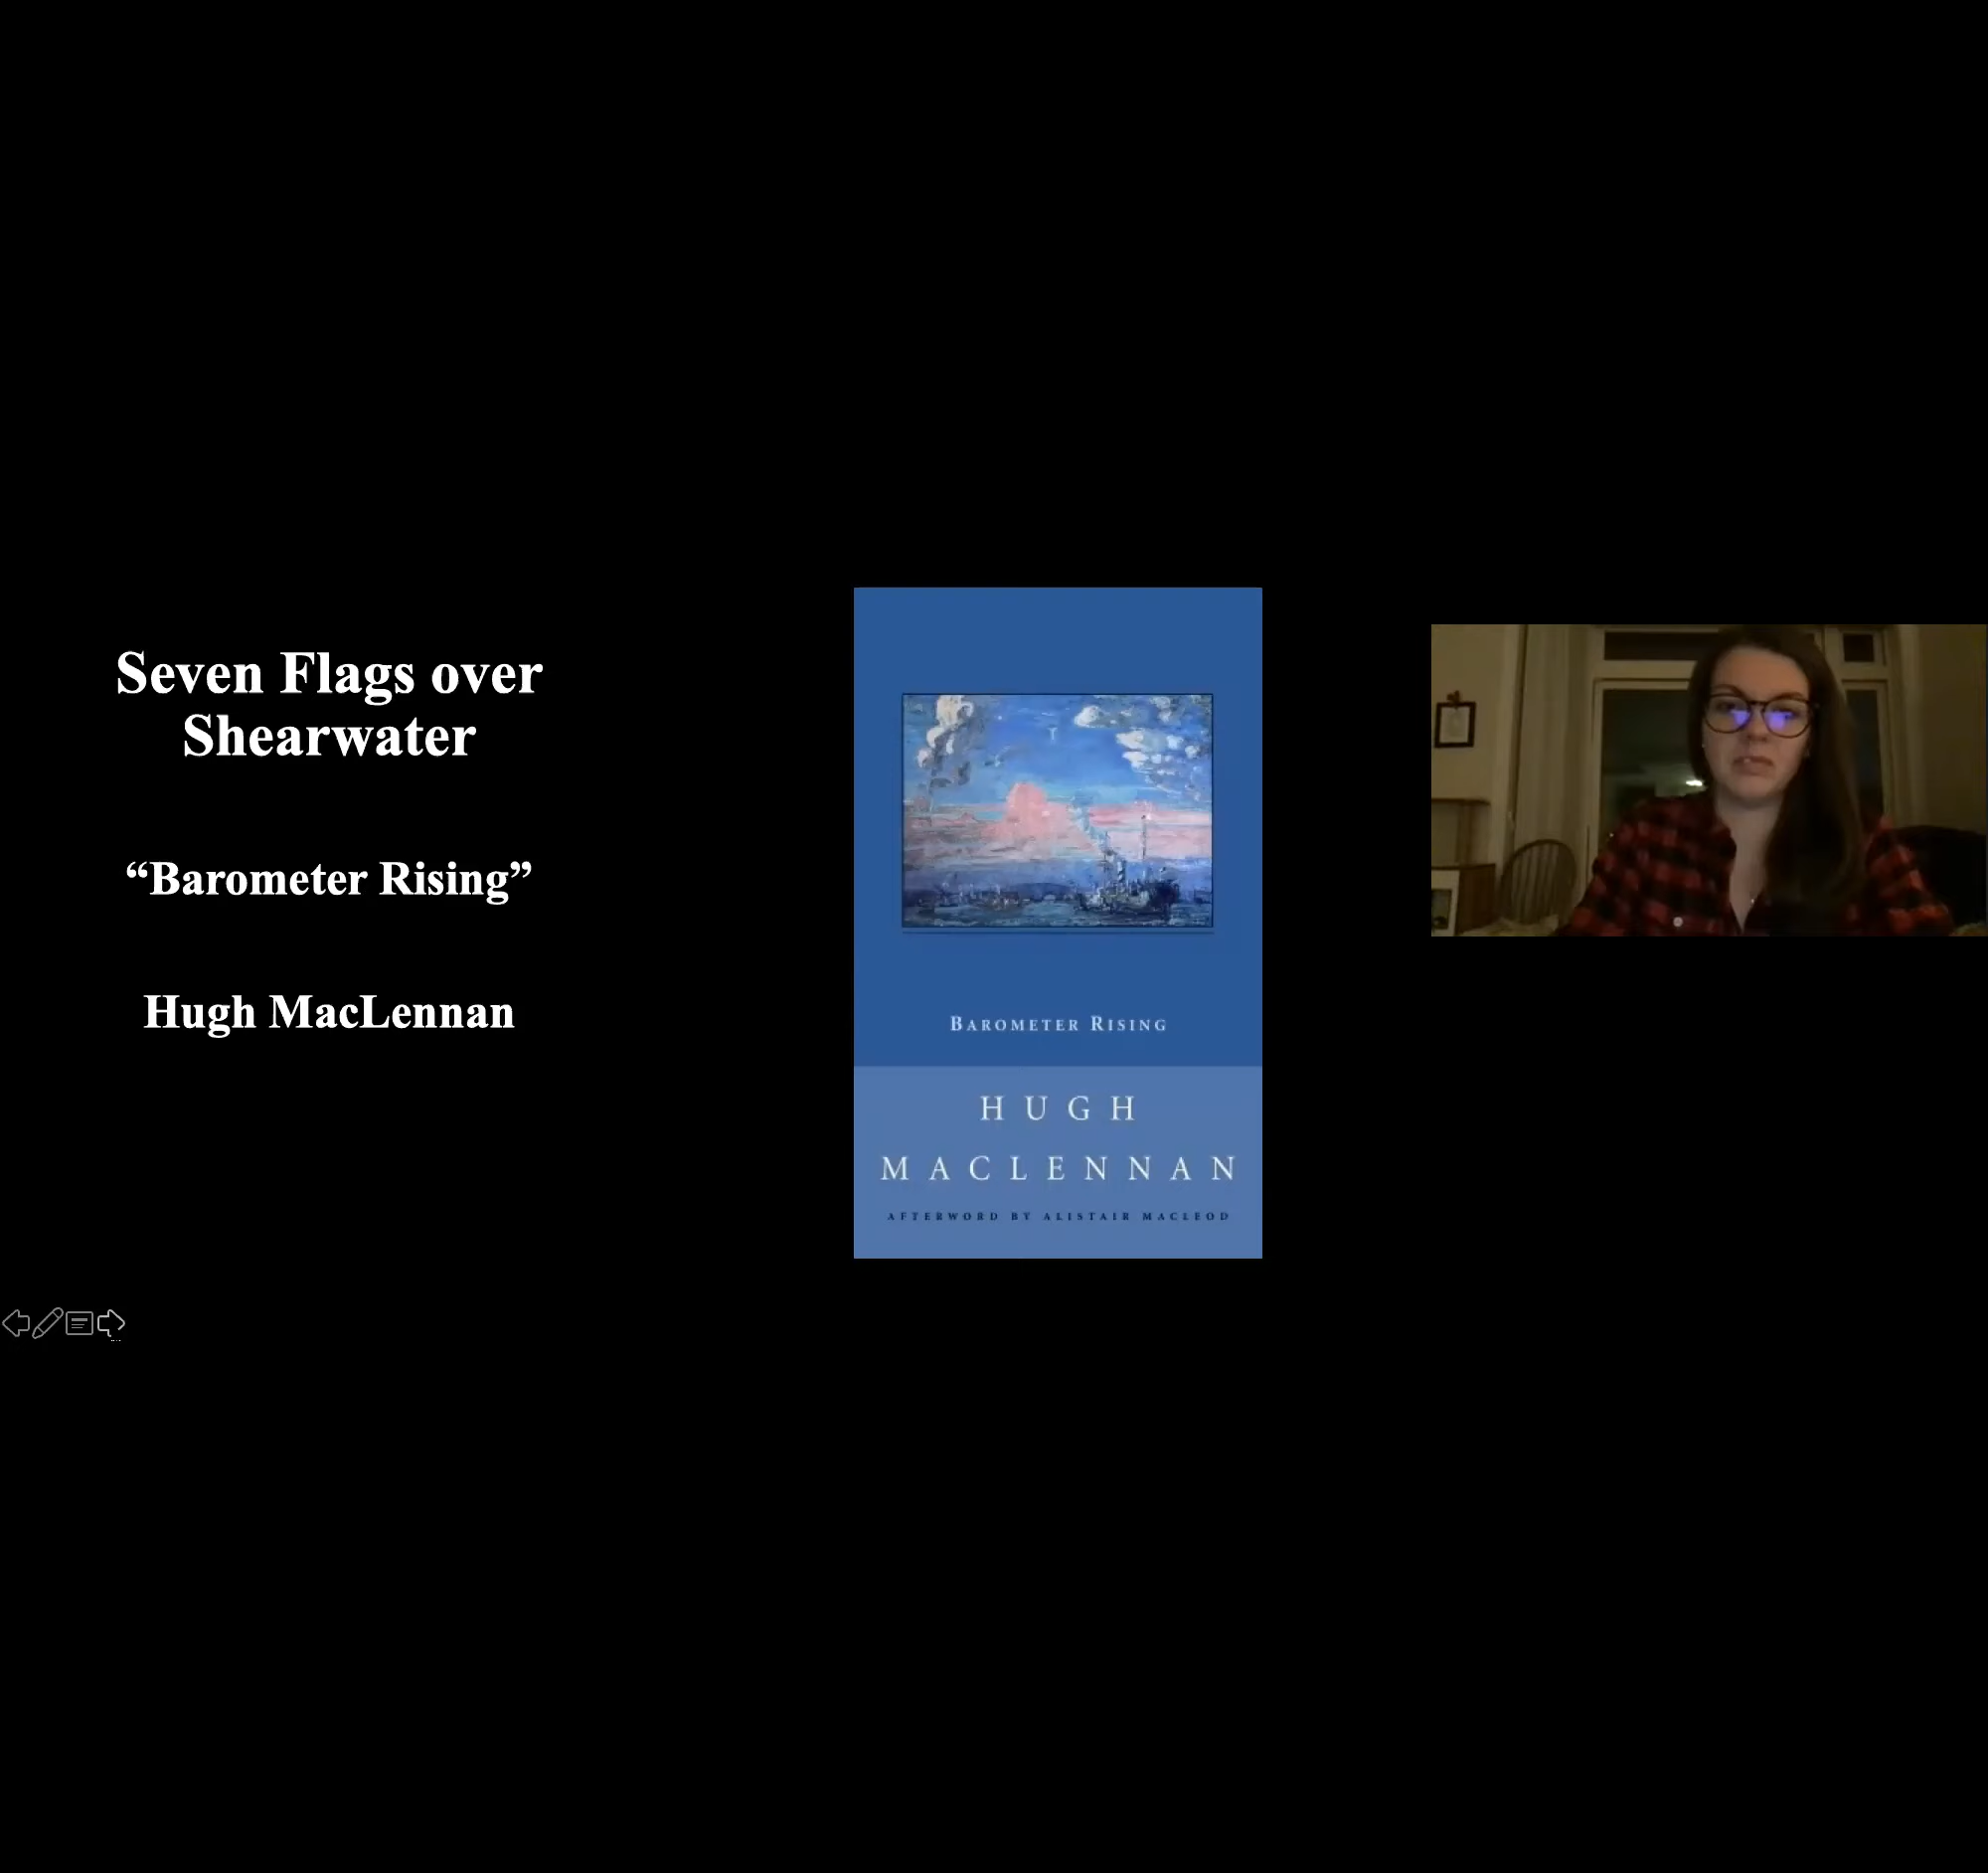 Seven Flags over
Shearwater
“Barometer Rising”
Hugh MacLennan
BAROMETER RISING
HUGH
MACLENNAN
AFTERWORD BY ALISTAIR MACLEOD